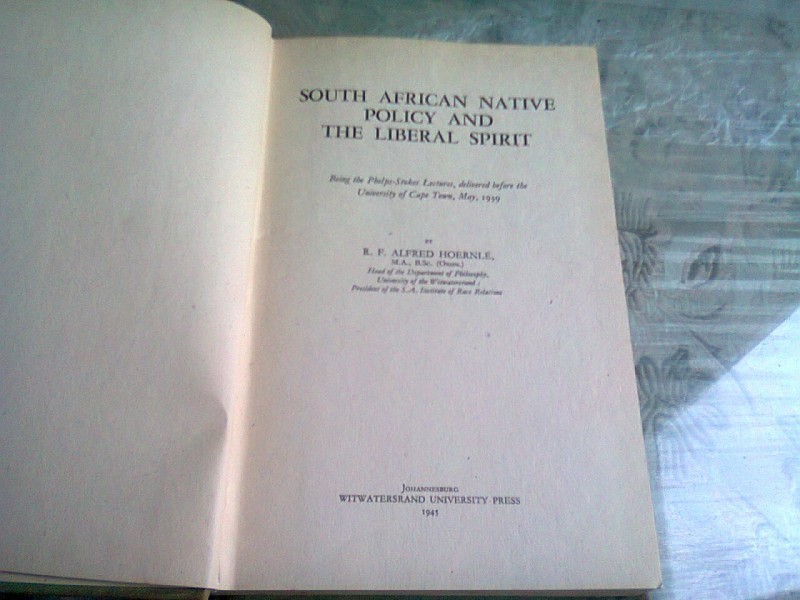 SOUTH AFRICAN NATIVE
POLICY AND
THE LIBERAL SPIRIT
Being the Phelps-Stokes Lectures, delivered before the
University of Cape Town, May, 1939
BY
R. F. ALFRED HOERNLE,
M.A., B.Sc. (Oxon.)
Head of the Department of Philosophy,
University of the Witwatersrand ;
President of the S.A. Institute of Race Relations
JOHANNESBURG
WITWATERSRAND UNIVERSITY PRESS
1945